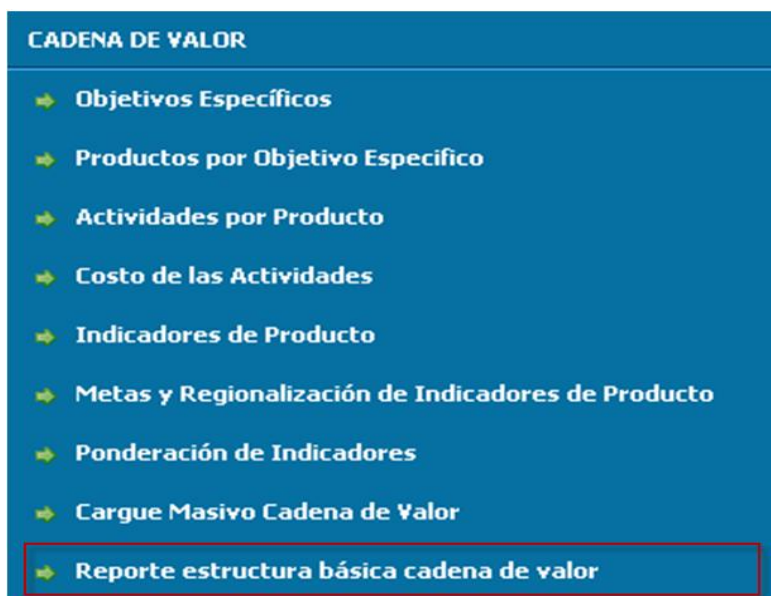 CADENA DE VALOR
Objetivos Específicos
Productos por Objetivo Especifico
Actividades por Producto
Costo de las Actividades
Indicadores de Producto
Metas y Regionalización de Indicadores de Producto
Ponderación de Indicadores
Cargue Masivo Cadena de Valor
Reporte estructura básica cadena de valor